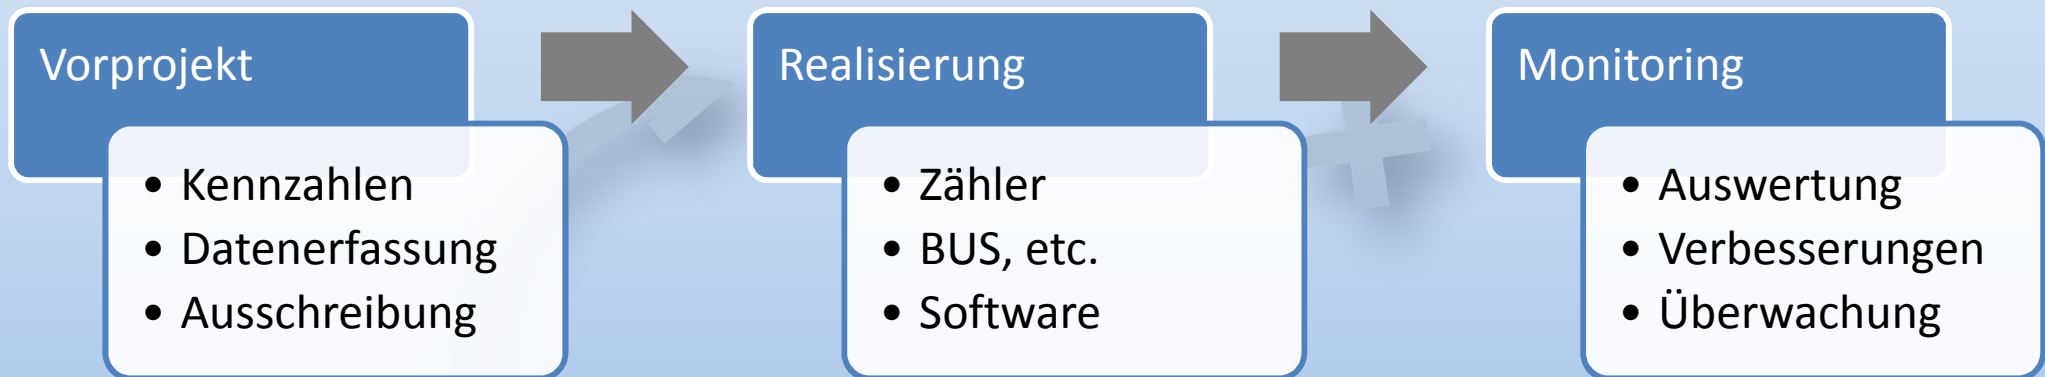 Vorprojekt
• Kennzahlen
• Datenerfassung
• Ausschreibung
Realisierung
• Zähler
• BUS, etc.
• Software
Monitoring
• Auswertung
• Verbesserungen
• Überwachung